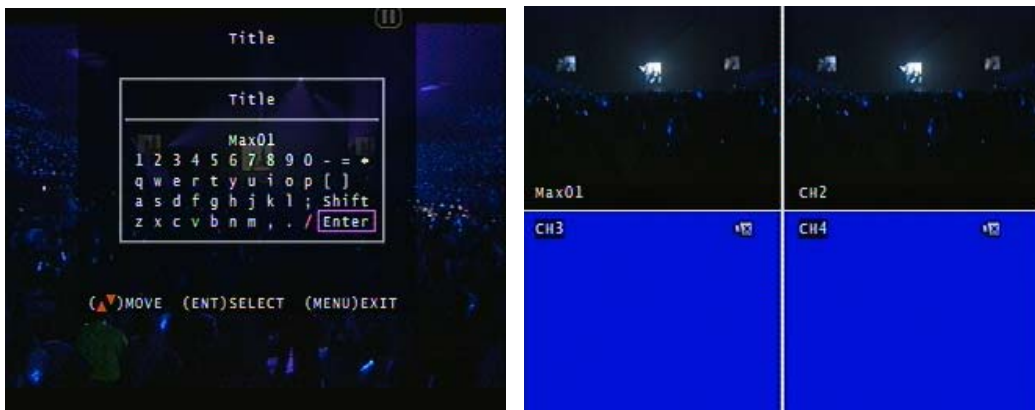 Title
Title
Max01
1 2 3 4 5 6 7 8 9 0 - = ←
q w e r t y u i o p [ ]
a s d f g h j k l ; Shift
z x c v b n m , . / Enter
(▲▼)MOVE (ENT)SELECT (MENU)EXIT
Max01
CH2
CH3
CH4